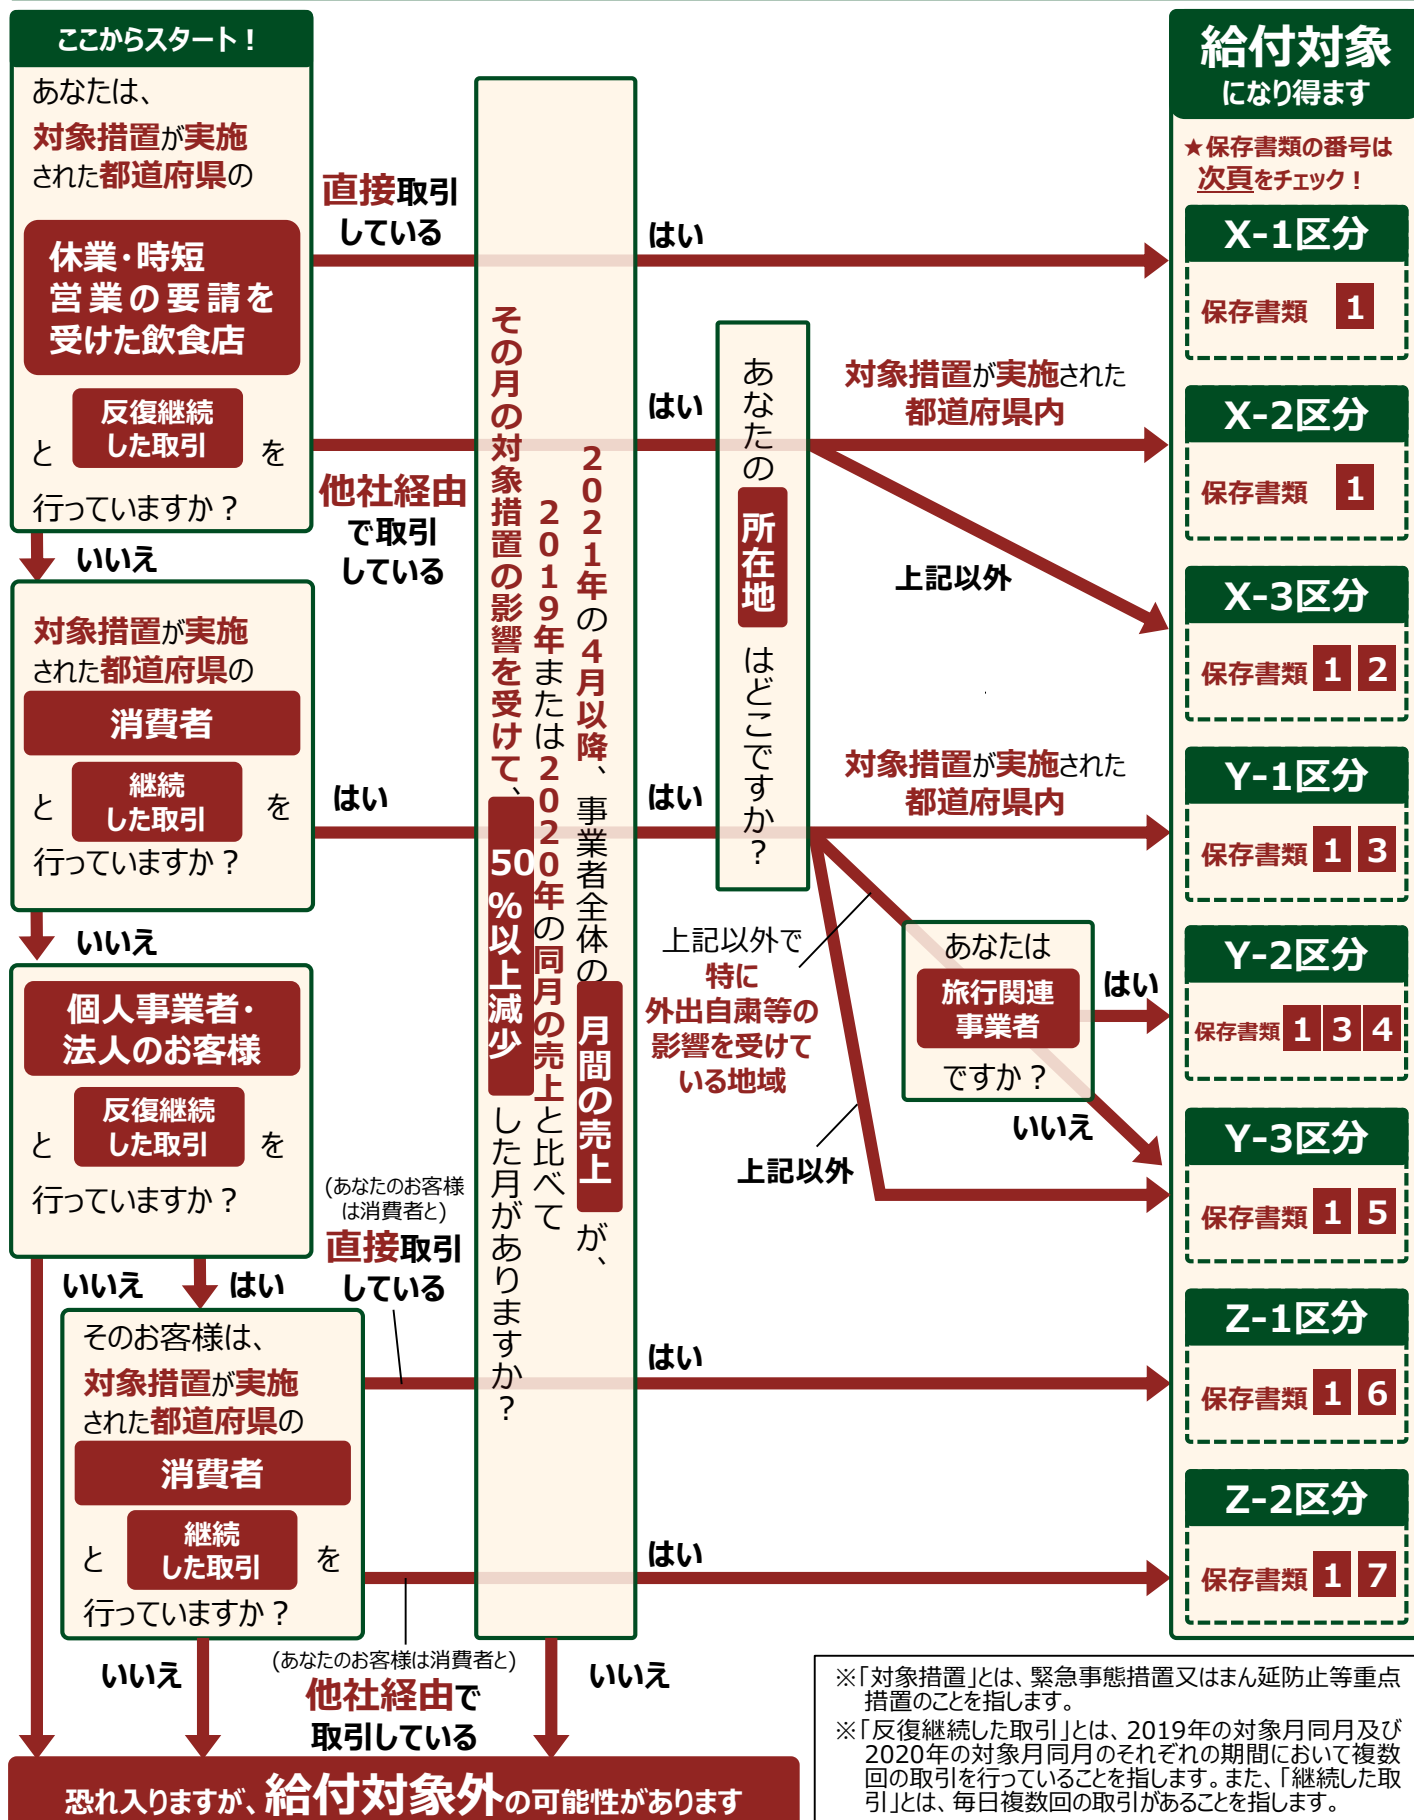 ここからスタート！
あなたは、
対象措置が実施
された都道府県の
休業・時短
営業の要請を
受けた飲食店
と
反復継続
した取引
を
行っていますか？
いいえ
対象措置が実施
された都道府県の
消費者
と
継続
した取引
を
行っていますか？
いいえ
個人事業者・
法人のお客様
と
反復継続
した取引
を
行っていますか？
いいえ
はい
そのお客様は、
対象措置が実施
された都道府県の
消費者
と
継続
した取引
を
行っていますか？
いいえ
直接取引
している
他社経由
で取引
している
はい
(あなたのお客様
は消費者と)
直接取引
している
(あなたのお客様は消費者と)
他社経由で
取引している
2021年の4月以降、事業者全体の月間の売上が、
2019年または2020年の同月の売上と比べて
その月の対象措置の影響を受けて、50%以上減少した月がありますか？
いいえ
はい
はい
はい
はい
はい
あなたの所在地はどこですか？
対象措置が実施された
都道府県内
上記以外
対象措置が実施された
都道府県内
上記以外で
特に
外出自粛等の
影響を受けて
いる地域
上記以外
あなたは
旅行関連
事業者
ですか？
はい
いいえ
給付対象
になり得ます
★保存書類の番号は
次頁をチェック！
X-1区分
保存書類 1
X-2区分
保存書類 1
X-3区分
保存書類 1 2
Y-1区分
保存書類 1 3
Y-2区分
保存書類 1 3 4
Y-3区分
保存書類 1 5
Z-1区分
保存書類 1 6
Z-2区分
保存書類 1 7
恐れ入りますが、給付対象外の可能性があります
※「対象措置」とは、緊急事態措置又はまん延防止等重点
措置のことを指します。
※「反復継続した取引」とは、2019年の対象月同月及び
2020年の対象月同月のそれぞれの期間において複数
回の取引を行っていることを指します。また、「継続した取
引」とは、毎日複数回の取引があることを指します。